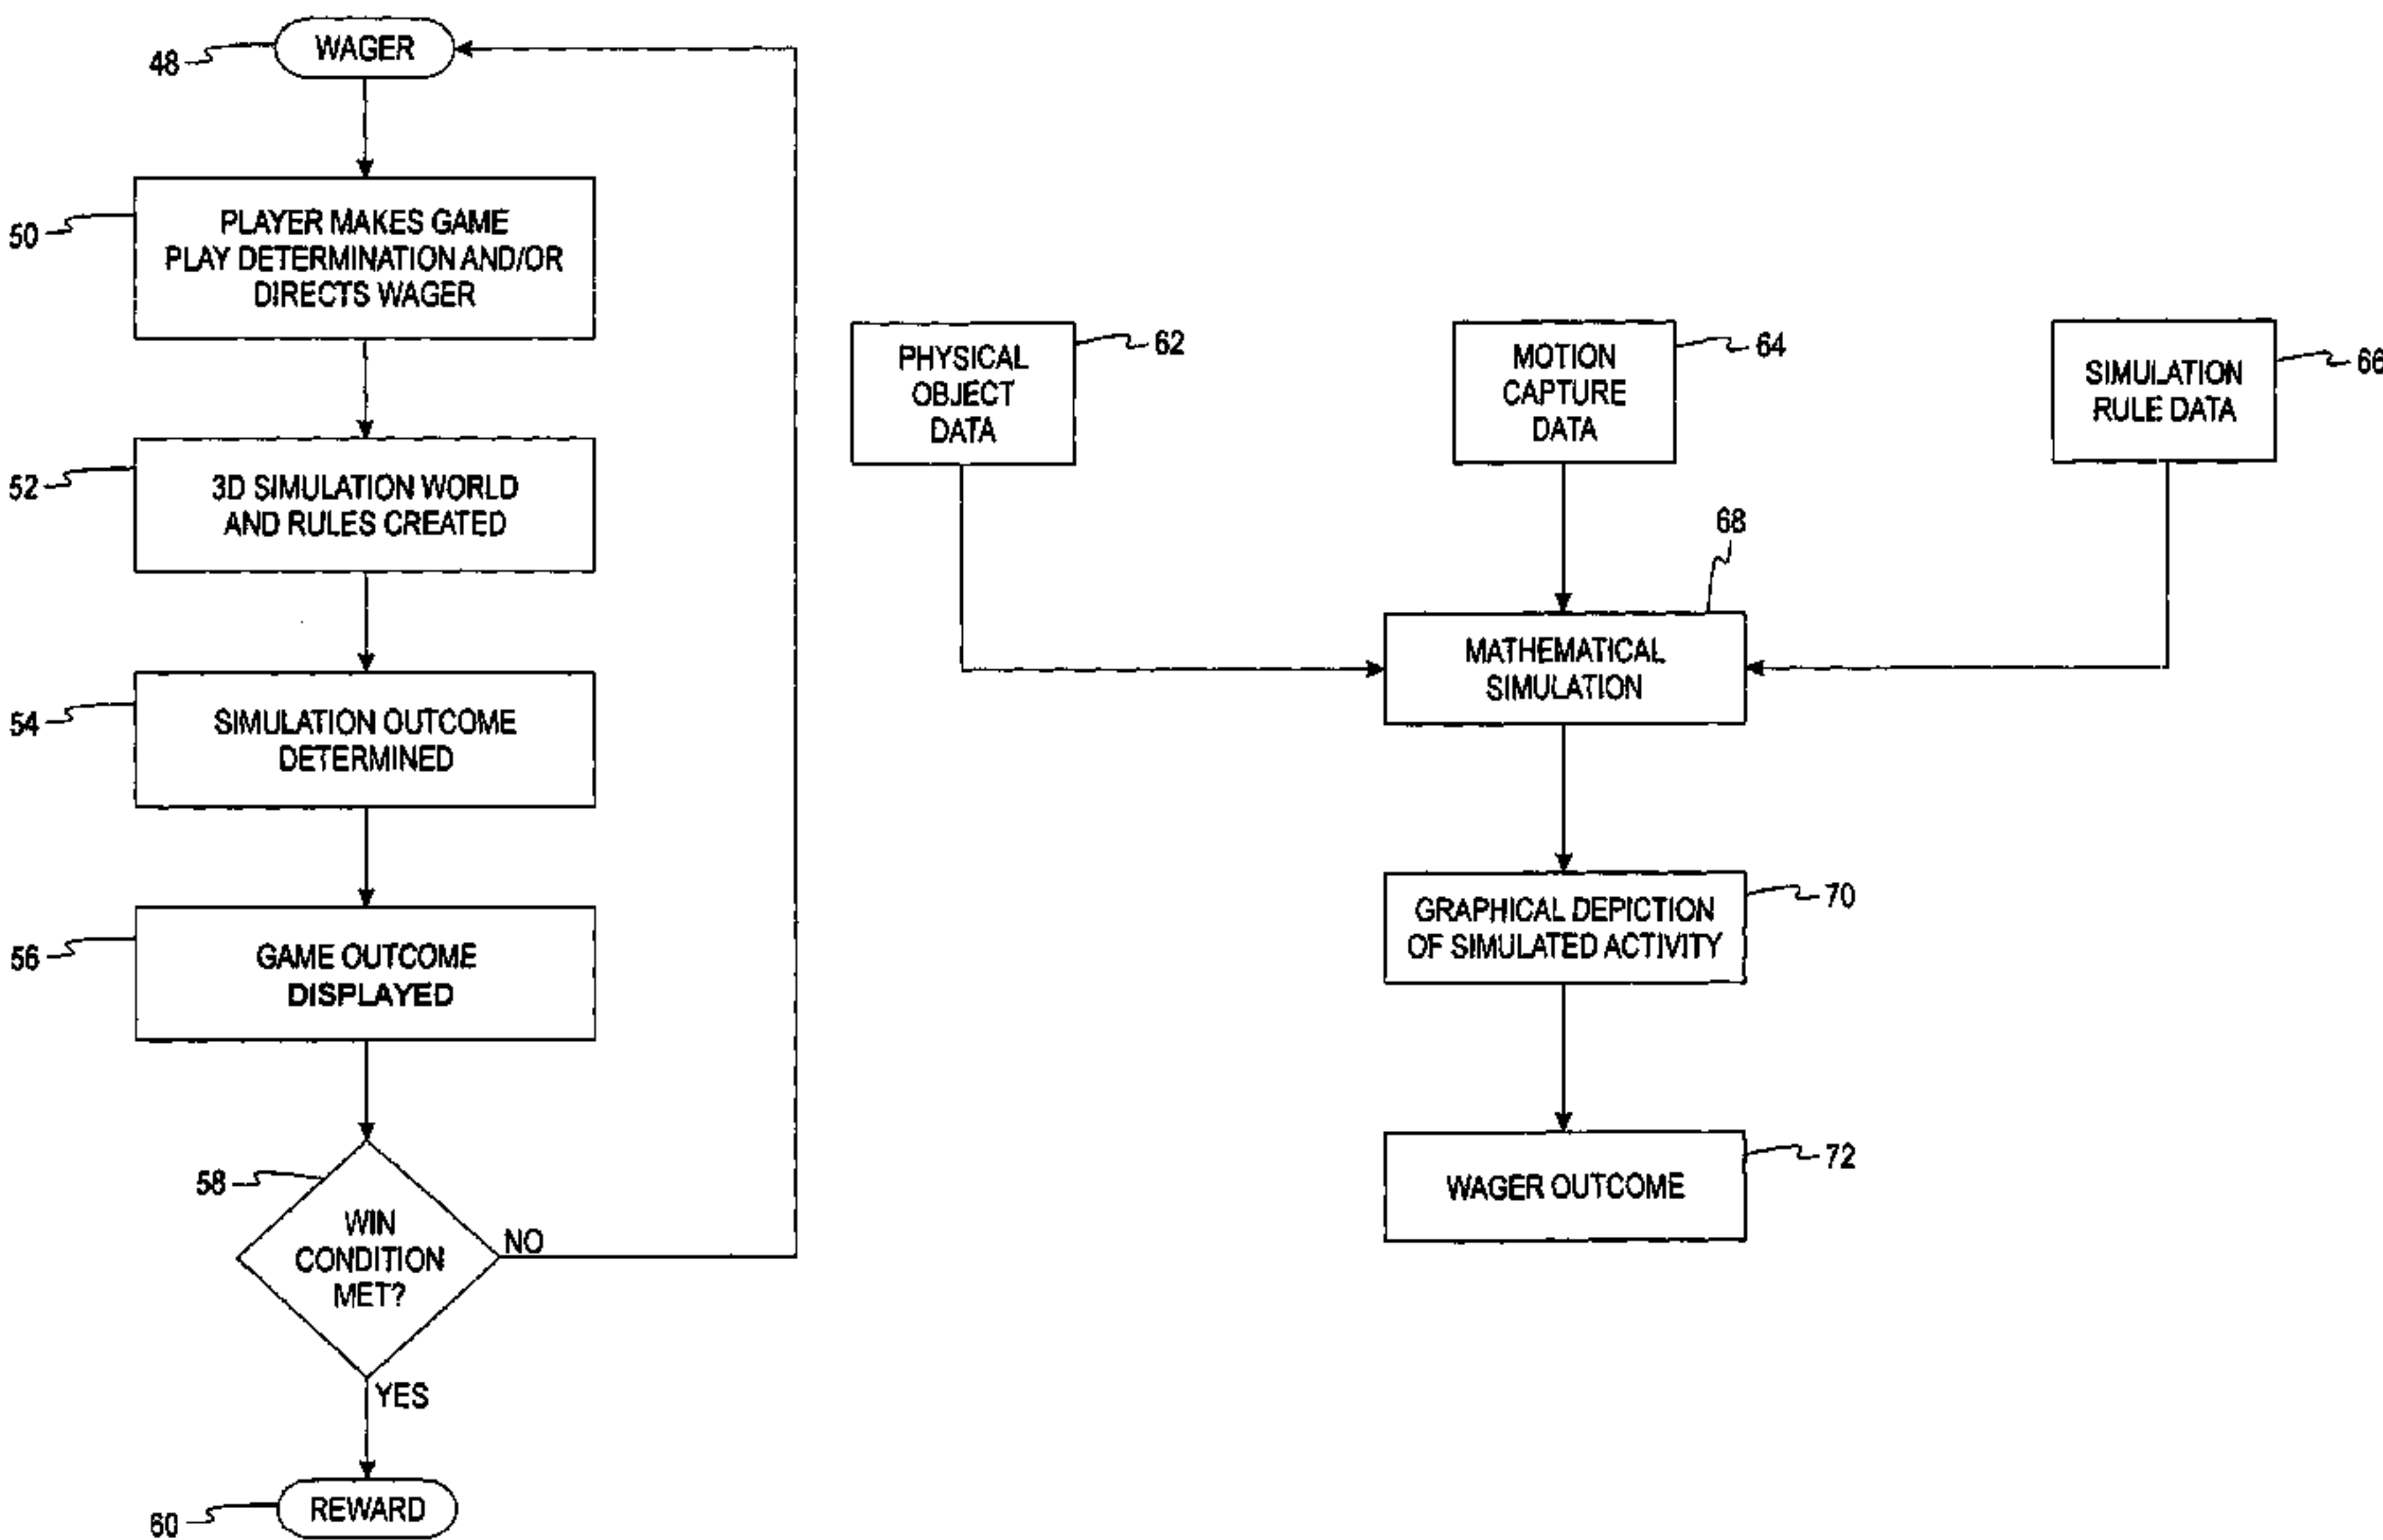 48
WAGER
50
PLAYER MAKES GAME
PLAY DETERMINATION AND/OR
DIRECTS WAGER
52
3D SIMULATION WORLD
AND RULES CREATED
54
SIMULATION OUTCOME
DETERMINED
56
GAME OUTCOME
DISPLAYED
58
WIN
CONDITION
MET?
NO
YES
60
REWARD
PHYSICAL
OBJECT
DATA
62
MOTION
CAPTURE
DATA
64
SIMULATION
RULE DATA
66
68
MATHEMATICAL
SIMULATION
GRAPHICAL DEPICTION
OF SIMULATED ACTIVITY
70
WAGER OUTCOME
72